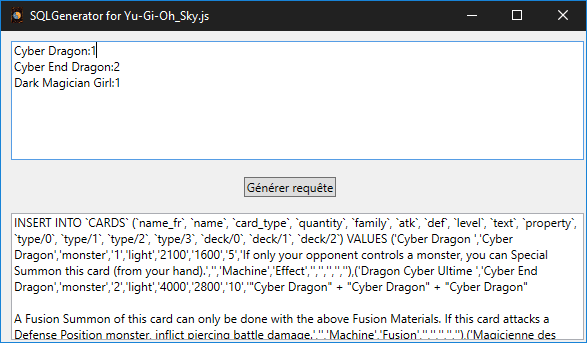 SQLGenerator for Yu-Gi-Oh_Sky.js
Cyber Dragon:1
Cyber End Dragon:2
Dark Magician Girl:1
Générer requête
INSERT INTO `CARDS` (`name_fr`, `name`, `card_type`, `quantity`, `family`, `atk`, `def`, `level`, `text`, `property`,
`type/0`, `type/1`, `type/2`, `type/3`, `deck/0`, `deck/1`, `deck/2`) VALUES ('Cyber Dragon ','Cyber
Dragon','monster','1','light','2100','1600','5','If only your opponent controls a monster, you can Special
Summon this card (from your hand).','','Machine','Effect','','','','',''),('Dragon Cyber Ultime ','Cyber End
Dragon','monster','2','light','4000','2800','10','"Cyber Dragon" + "Cyber Dragon" + "Cyber Dragon"
A Fusion Summon of this card can only be done with the above Fusion Materials. If this card attacks a
Defense Position monster, inflict piercing battle damage.','','Machine','Fusion','','','','',''),('Magicienne des